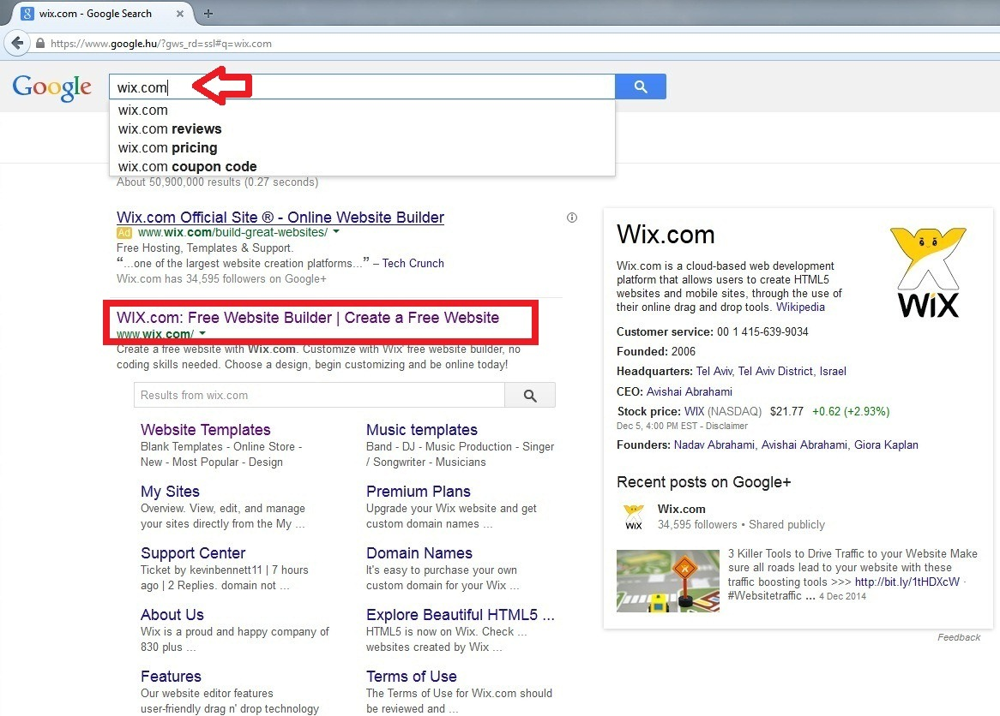 wix.com - Google Search
https://www.google.hu/?gws_rd=ssl#q=wix.com
Google
wix.com
wix.com
wix.com reviews
wix.com pricing
wix.com coupon code
About 50,900,000 results (0.27 seconds)
Wix.com Official Site ® - Online Website Builder
Ad www.wix.com/build-great-websites/
Free Hosting, Templates & Support.
“...one of the largest website creation platforms...” – Tech Crunch
Wix.com has 34,595 followers on Google+
WIX.com: Free Website Builder | Create a Free Website
www.wix.com/
Create a free website with Wix.com. Customize with Wix' free website builder, no
coding skills needed. Choose a design, begin customizing and be online today!
Results from wix.com
Website Templates
Blank Templates - Online Store -
New - Most Popular - Design
Music templates
Band - DJ - Music Production - Singer
/ Songwriter - Musicians
My Sites
Overview. View, edit, and manage
your sites directly from the My ...
Premium Plans
Upgrade your Wix website and get
custom domain names ...
Support Center
Ticket by kevinbennett11 | 7 hours
ago | 2 Replies. domain not ...
Domain Names
It's easy to purchase your own
custom domain for your Wix ...
About Us
Wix is a proud and happy company of
830 plus ...
Explore Beautiful HTML5 ...
HTML5 is now on Wix. Check ...
websites created by Wix ...
Features
Our website editor features
user-friendly drag n' drop technology
Terms of Use
The Terms of Use for Wix.com should
be reviewed and ...
Wix.com
WiX
Wix.com is a cloud-based web development
platform that allows users to create HTML5
websites and mobile sites, through the use of
their online drag and drop tools. Wikipedia
Customer service: 00 1 415-639-9034
Founded: 2006
Headquarters: Tel Aviv, Tel Aviv District, Israel
CEO: Avishai Abrahami
Stock price: WIX (NASDAQ) $21.77 +0.62 (+2.93%)
Dec 5, 4:00 PM EST - Disclaimer
Founders: Nadav Abrahami, Avishai Abrahami, Giora Kaplan
Recent posts on Google+
WiX
Wix.com
34,595 followers • Shared publicly
3 Killer Tools to Drive Traffic to your Website Make
sure all roads lead to your website with these
traffic boosting tools >>> http://bit.ly/1tHDXcW ·
#Websitetraffic ... 4 Dec 2014
Feedback